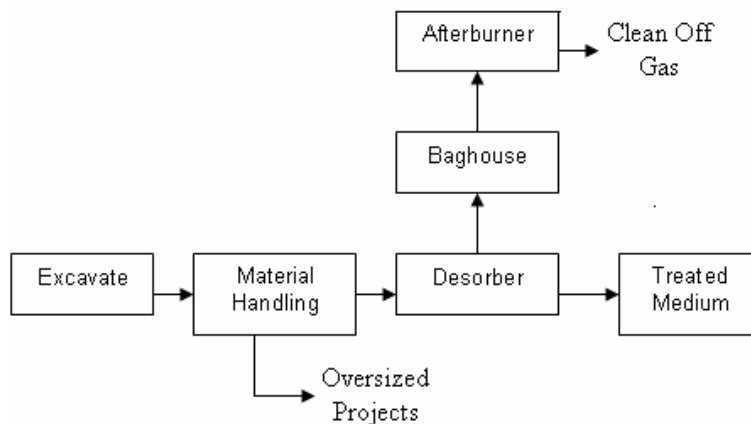 Afterburner
Clean Off
Gas
Baghouse
Excavate
Material
Handling
Desorber
Treated
Medium
Oversized
Projects